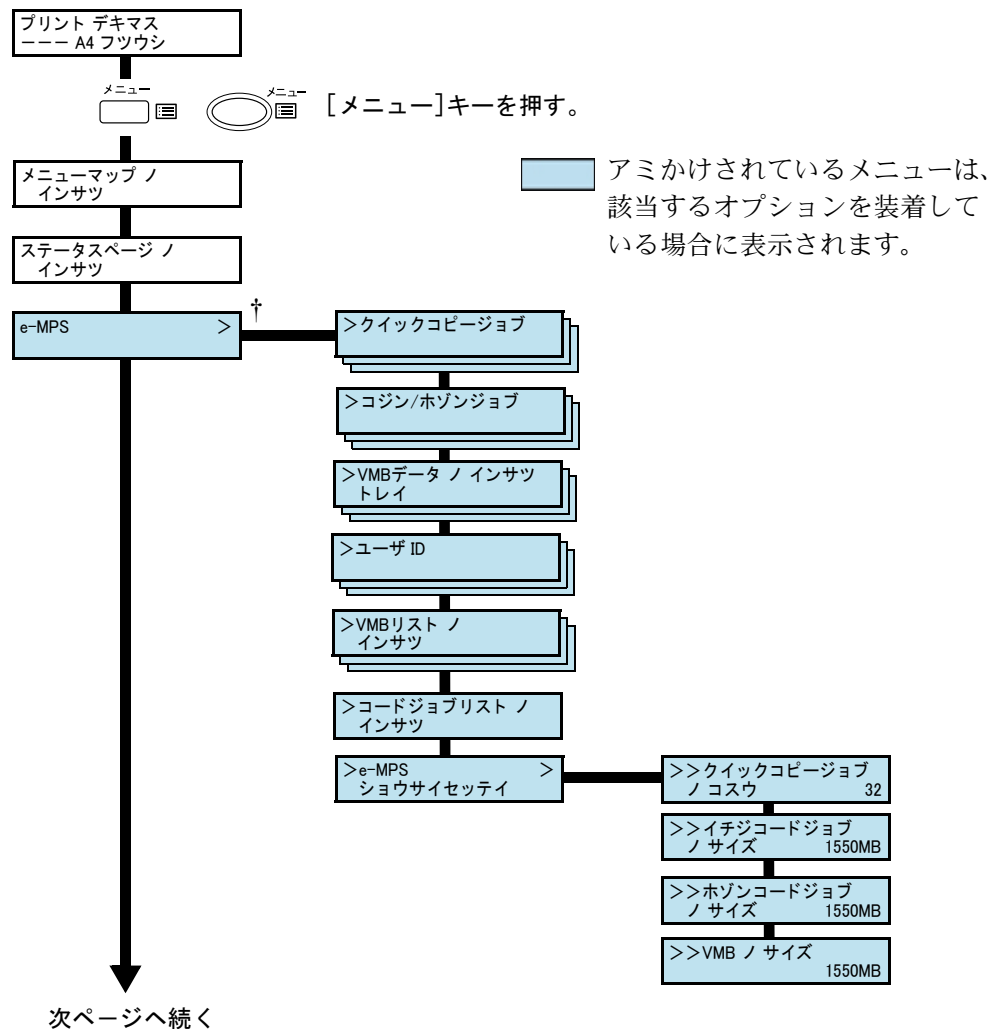 プリント デキマス
ーーー A4 フツウシ
メニュー
メニュー
[メニュー]キーを押す。
メニューマップ ノ
インサツ
アミかけされているメニューは、
該当するオプションを装着して
いる場合に表示されます。
ステータスページ ノ
インサツ
e-MPS >
†
>クイックコピージョブ
>コジン/ホゾンジョブ
>VMBデータ ノ インサツ
トレイ
>ユーザ ID
>VMBリスト ノ
インサツ
>コードジョブリスト ノ
インサツ
>e-MPS >
ショウサイセッテイ
>>クイックコピージョブ
ノ コスウ 32
>>イチジコードジョブ
ノ サイズ 1550MB
>>ホゾンコードジョブ
ノ サイズ 1550MB
>>VMB ノ サイズ
1550MB
次ページへ続く